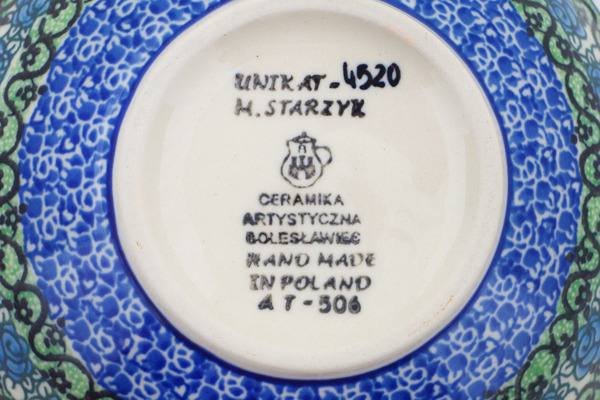 UNIKAT-4520
M. STARZYK
CERAMIKA
ARTYSTYCZNA
BOLESŁAWIEC
HAND MADE
IN POLAND
AT-506